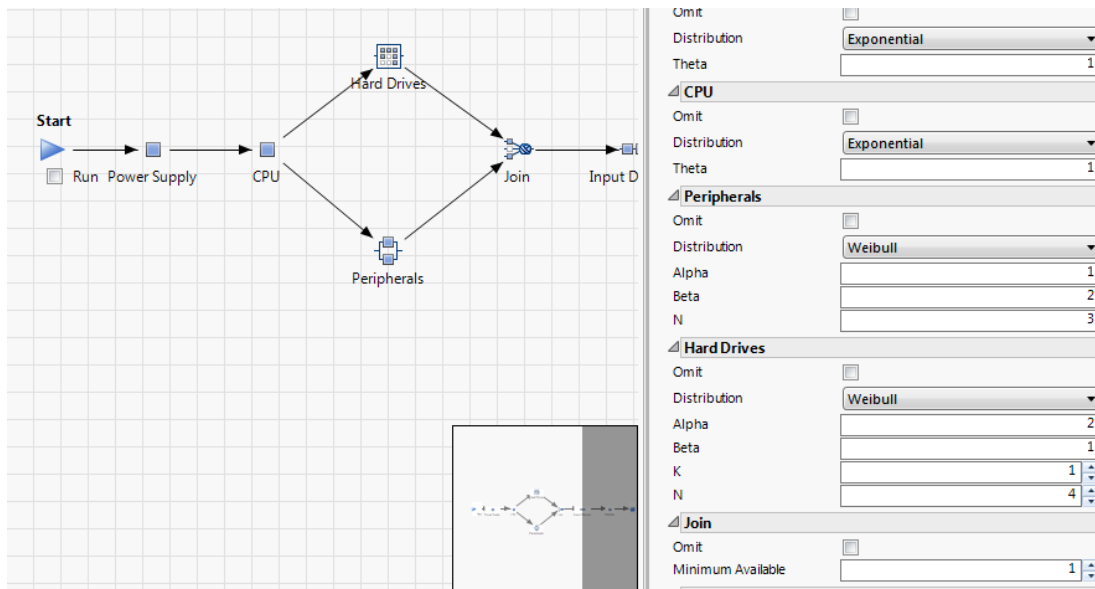 Start
Run
Power Supply
CPU
Hard Drives
Peripherals
Join
Input D
Omit
Distribution Exponential
Theta 1
CPU
Omit
Distribution Exponential
Theta 1
Peripherals
Omit
Distribution Weibull
Alpha 1
Beta 2
N 3
Hard Drives
Omit
Distribution Weibull
Alpha 2
Beta 1
K 1
N 4
Join
Omit
Minimum Available 1